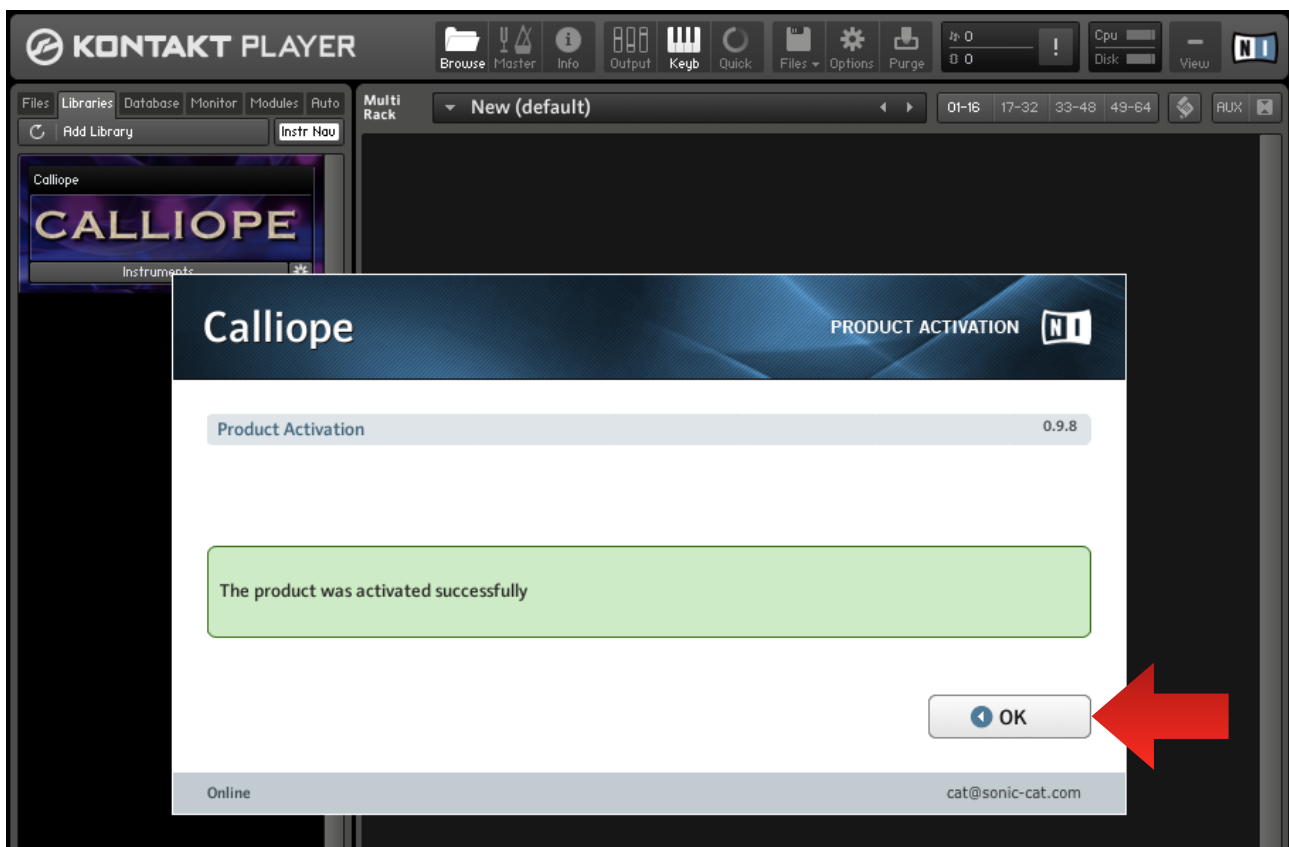 KONTAKT PLAYER
Browse Master Info Output Keyb Quick Files Options Purge
0
0
!
Cpu
Disk
View
NI
Files Libraries Database Monitor Modules Auto
Multi
Rack
New (default)
01-16 17-32 33-48 49-64
AUX
Add Library
Instr Nav
Calliope
CALLIOPE
Instruments
Calliope
PRODUCT ACTIVATION NI
Product Activation
0.9.8
The product was activated successfully
OK
Online
cat@sonic-cat.com